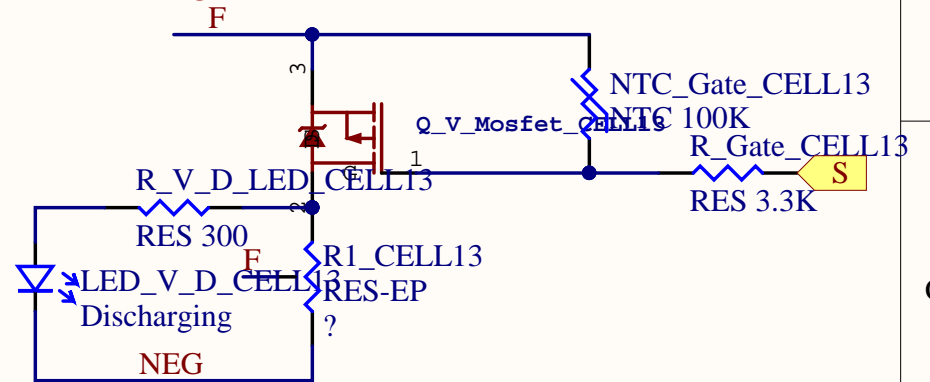 F
3
NTC_Gate_CELL13
NTC 100K
Q_V_Mosfet_CELL13
1
R_Gate_CELL13
S
RES 3.3K
G
R_V_D_LED_CELL13
2
RES 300
F
R1_CELL13
RES-EP
?
LED_V_D_CELL13
Discharging
NEG